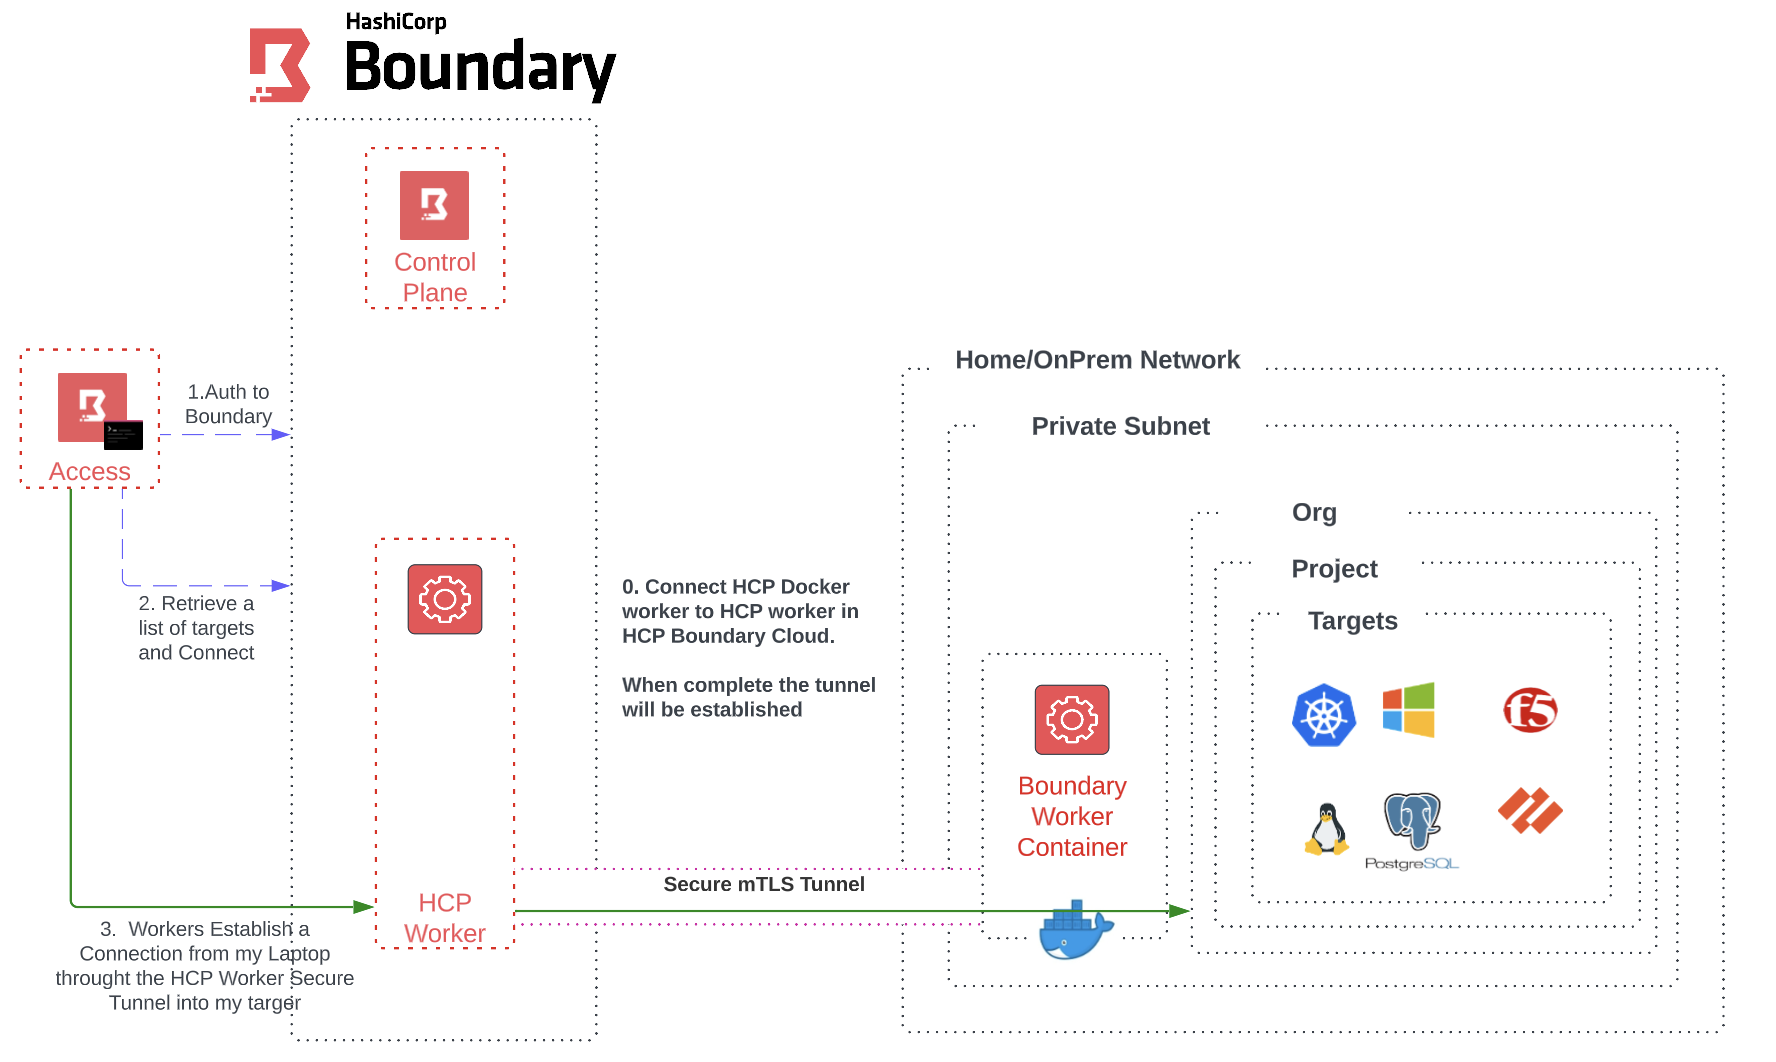 HashiCorp
Boundary
Control
Plane
Access
1.Auth to
Boundary
2. Retrieve a
list of targets
and Connect
HCP
Worker
3.  Workers Establish a
Connection from my Laptop
throught the HCP Worker Secure
Tunnel into my targer
0. Connect HCP Docker
worker to HCP worker in
HCP Boundary Cloud.
When complete the tunnel
will be established
Secure mTLS Tunnel
Home/OnPrem Network
Private Subnet
Org
Project
Targets
Boundary
Worker
Container
f5
PostgreSQL